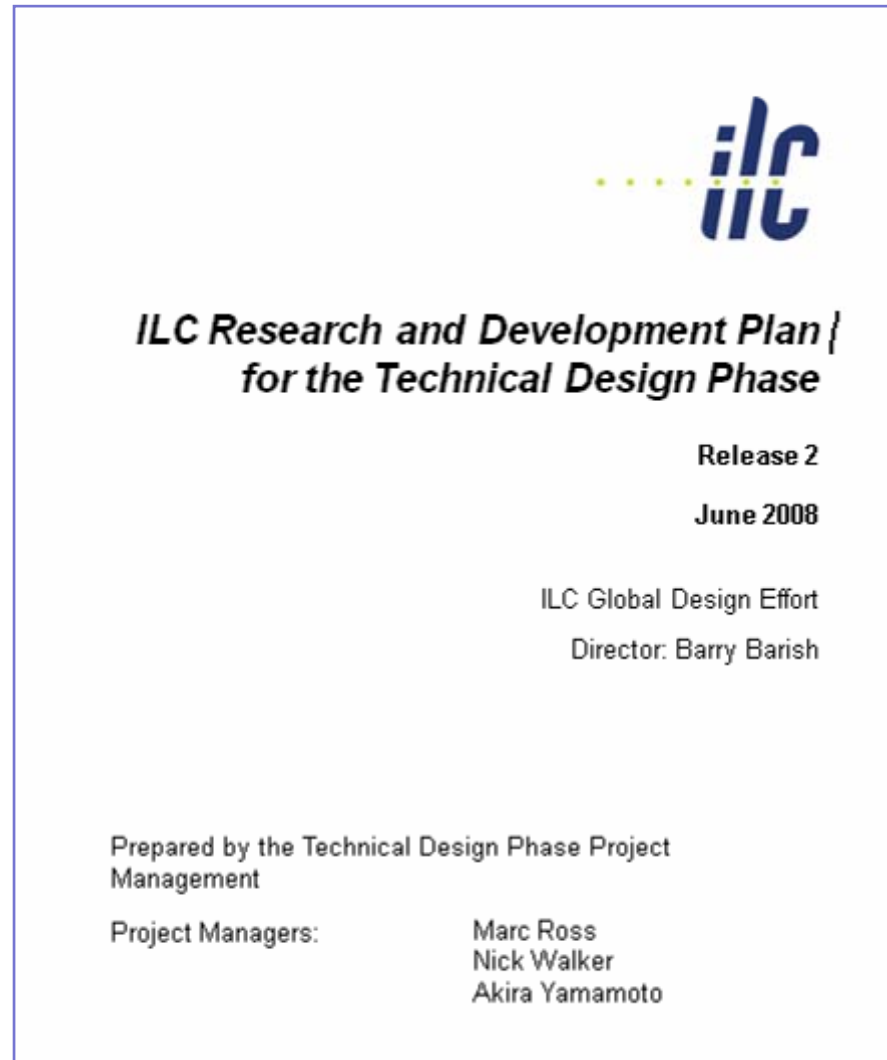 ilc
ILC Research and Development Plan
for the Technical Design Phase
Release 2
June 2008
ILC Global Design Effort
Director: Barry Barish
Prepared by the Technical Design Phase Project
Management
Project Managers:
Marc Ross
Nick Walker
Akira Yamamoto